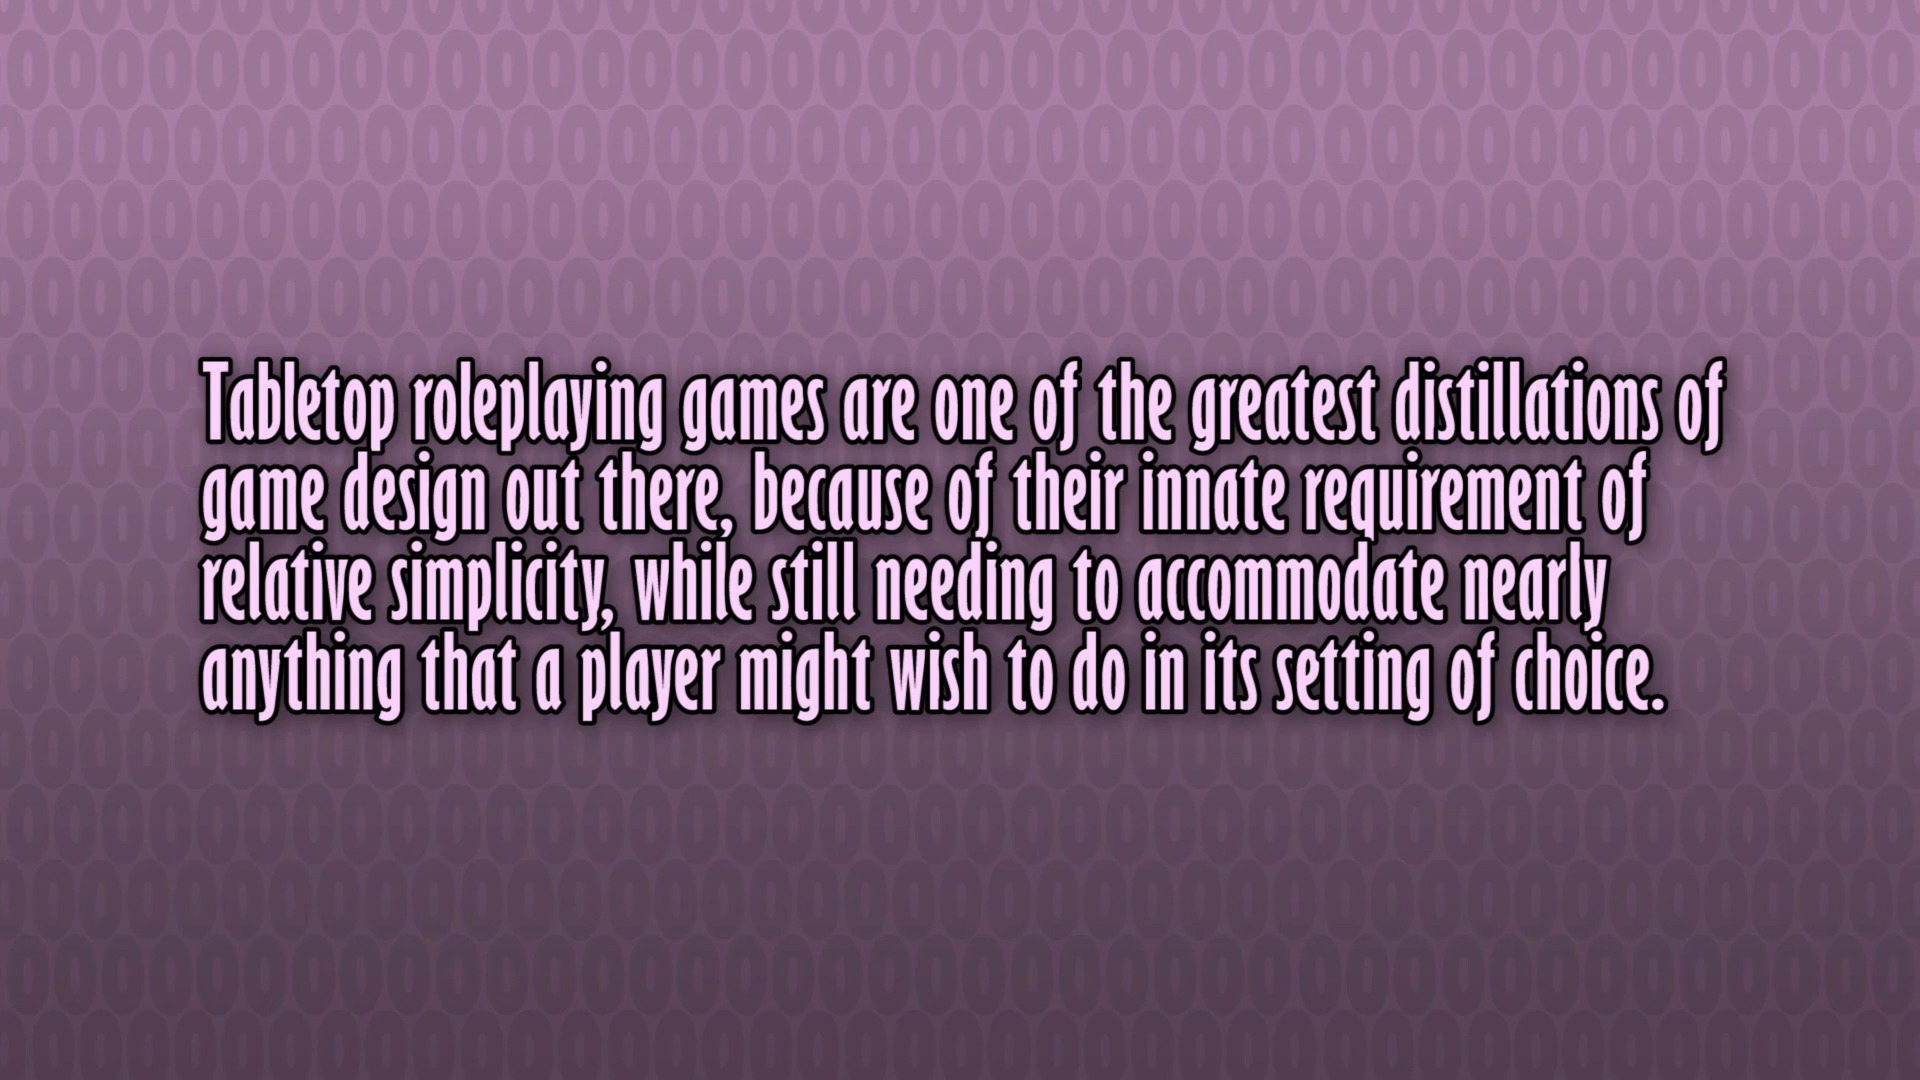 Tabletop roleplaying games are one of the greatest distillations of
game design out there, because of their innate requirement of
relative simplicity, while still needing to accommodate nearly
anything that a player might wish to do in its setting of choice.